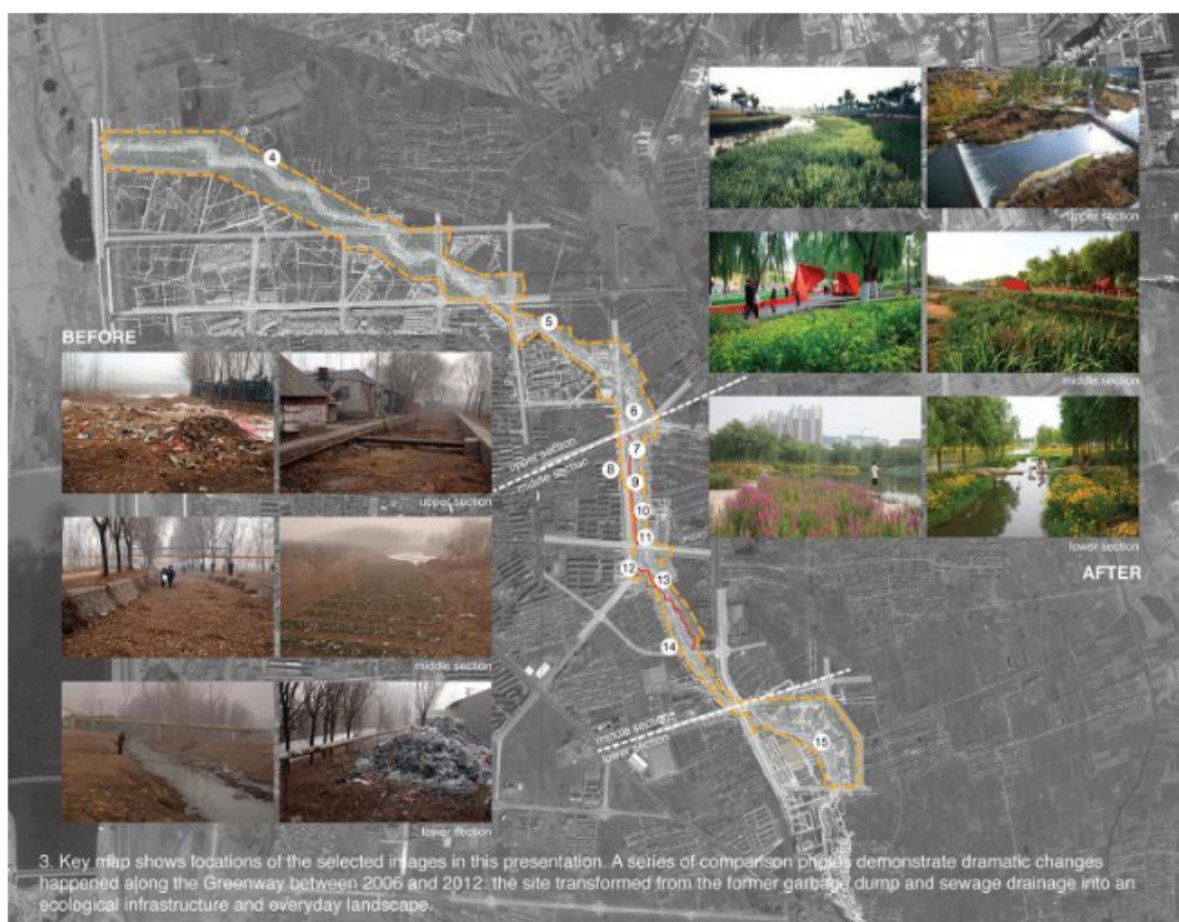 4
upper section
BEFORE
5
middle section
6
upper section
middle section
7
8
9
upper section
10
11
lower section
12
13
AFTER
14
middle section
middle section
lower section
15
lower section
3. Key map shows locations of the selected images in this presentation. A series of comparison photos demonstrate dramatic changes
happened along the Greenway between 2006 and 2012: the site transformed from the former garbage dump and sewage drainage into an
ecological infrastructure and everyday landscape.